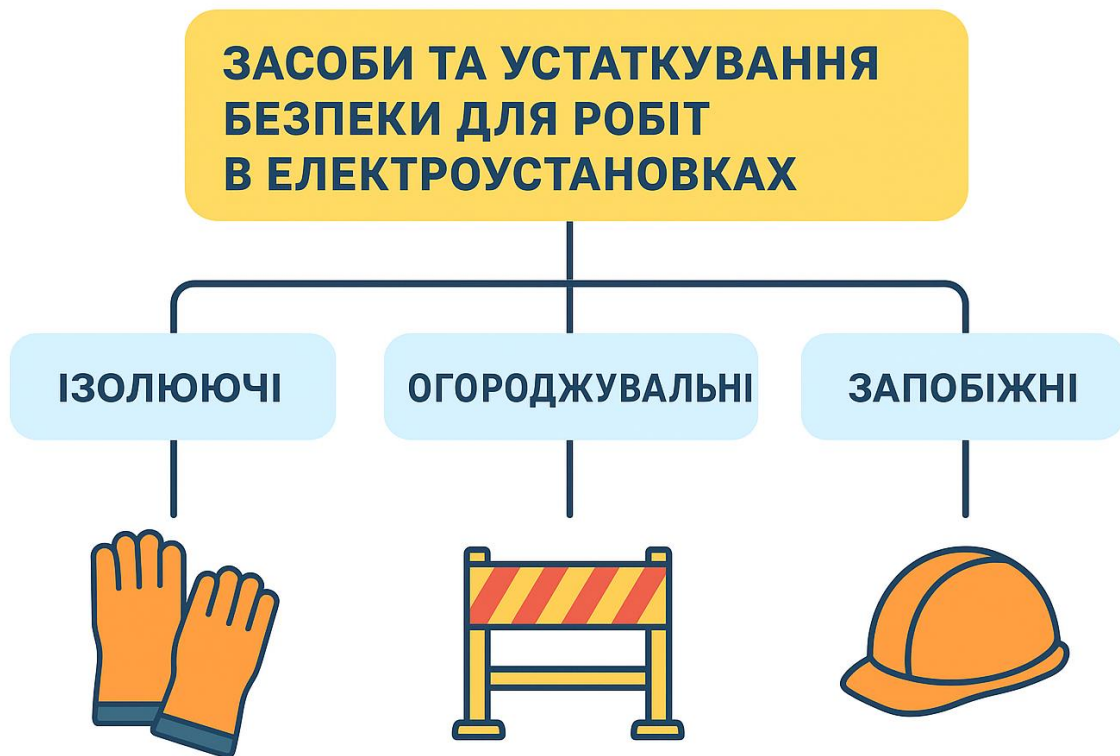 ЗАСОБИ ТА УСТАТКУВАННЯ
БЕЗПЕКИ ДЛЯ РОБІТ
В ЕЛЕКТРОУСТАНОВКАХ
ІЗОЛЮЮЧІ
ОГОРОДЖУВАЛЬНІ
ЗАПОБІЖНІ